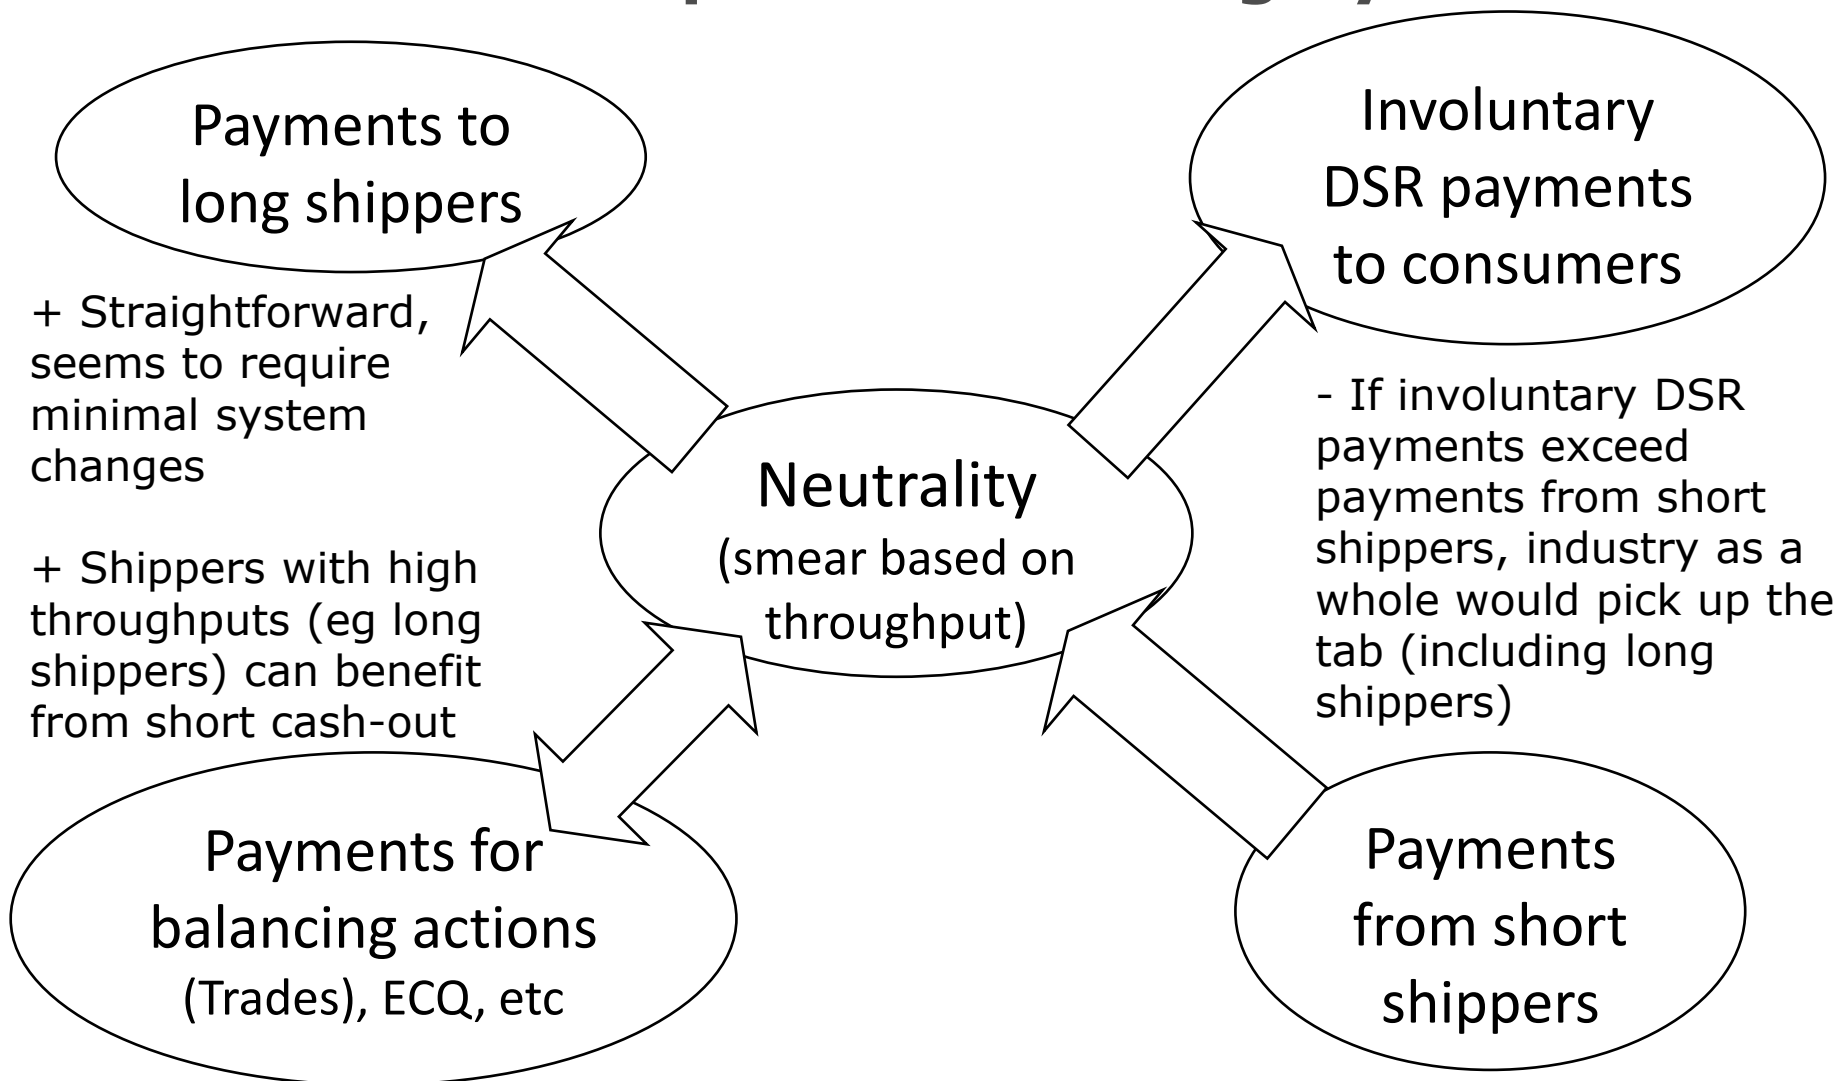 Payments to
long shippers
Involuntary
DSR payments
to consumers
+ Straightforward,
seems to require
minimal system
changes
+ Shippers with high
throughputs (eg long
shippers) can benefit
from short cash-out
Neutrality
(smear based on
throughput)
- If involuntary DSR
payments exceed
payments from short
shippers, industry as a
whole would pick up the
tab (including long
shippers)
Payments for
balancing actions
(Trades), ECQ, etc
Payments
from short
shippers